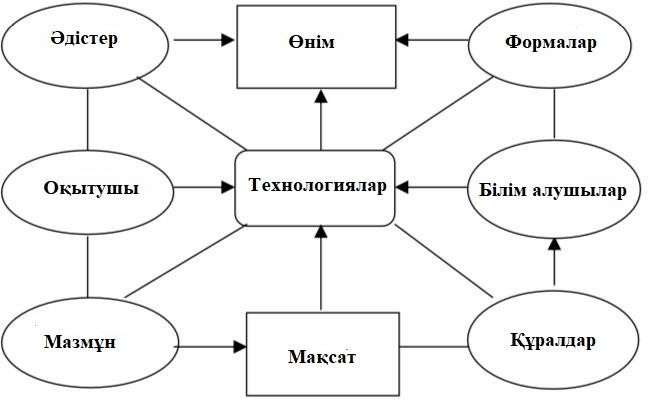 Әдістер
Өнім
Формалар
Оқытушы
Технологиялар
Білім алушылар
Мазмұн
Мақсат
Құралдар